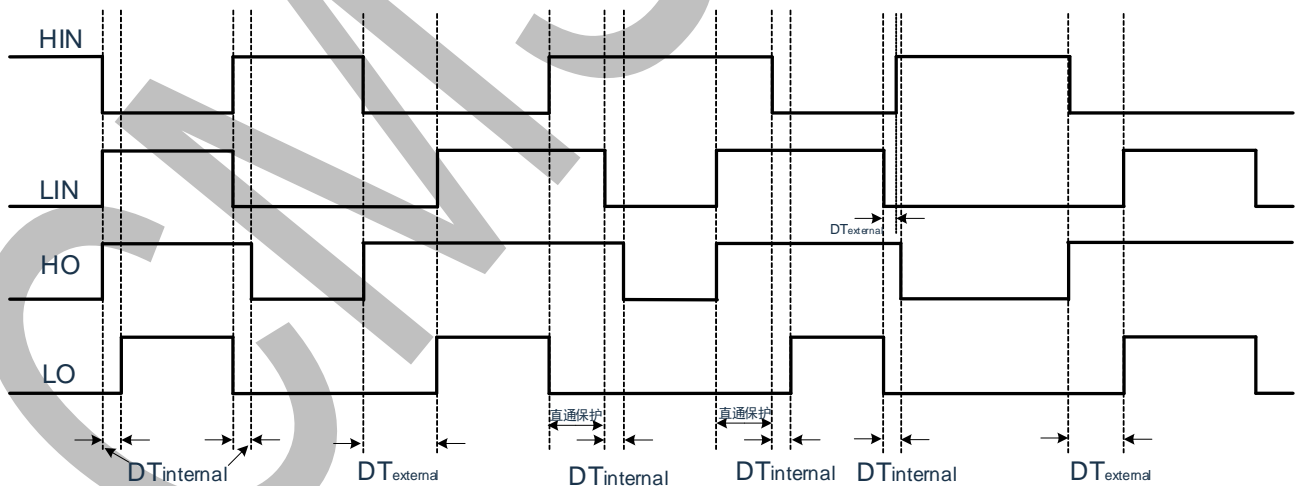 HIN
LIN
DTexternal
HO
LO
直通保护 直通保护
DTinternal DTexternal DTinternal DTinternal DTinternal DTexternal
CMS